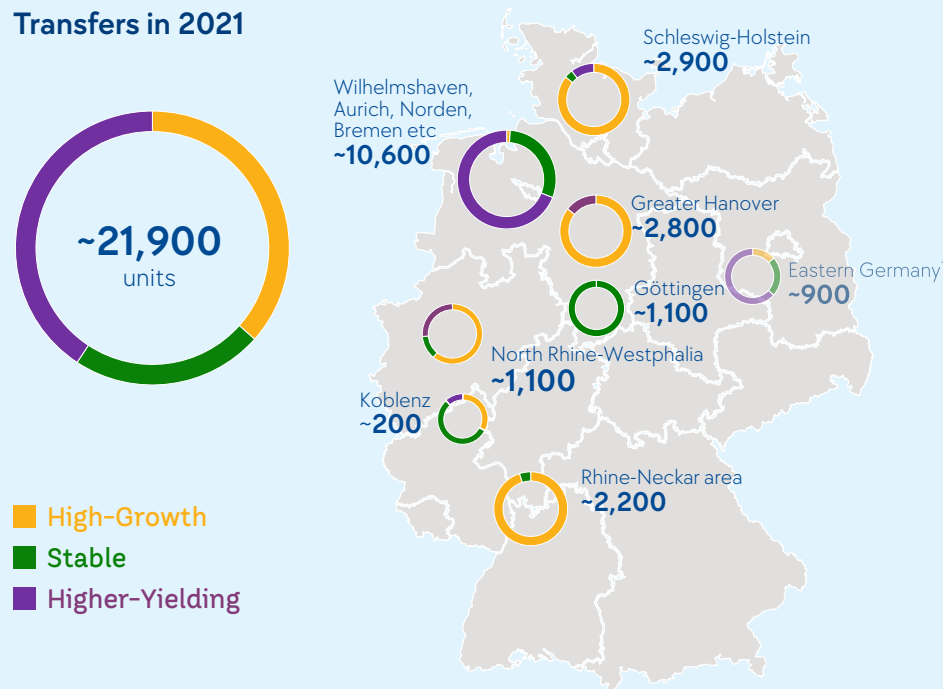 Transfers in 2021
~21,900
units
High-Growth
Stable
Higher-Yielding
Schleswig-Holstein
~2,900
Wilhelmshaven,
Aurich, Norden,
Bremen etc
~10,600
Greater Hanover
~2,800
Eastern Germany
~900
Göttingen
~1,100
North Rhine-Westphalia
~1,100
Koblenz
~200
Rhine-Neckar area
~2,200